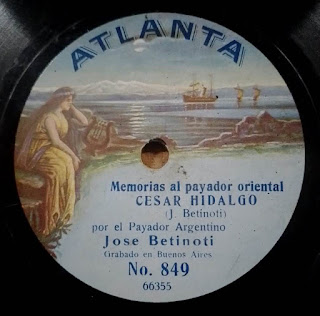 ATLANTA
Memorias al payador oriental
CESAR HIDALGO
(J. Betinoti)
por el Payador Argentino
Jose Betinoti
Grabado en Buenos Aires
No. 849
66355